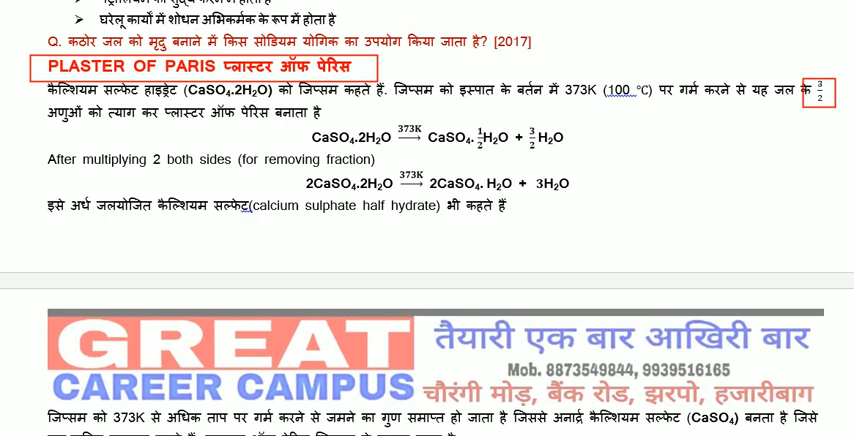 ➤ घरेलू कार्यों में शोधन अभिकर्मक के रूप में होता है
Q. कठोर जल को मृदु बनाने में किस सोडियम योगिक का उपयोग किया जाता है? [2017]
PLASTER OF PARIS प्लास्टर ऑफ पेरिस
कैल्शियम सल्फेट हाइड्रेट (CaSO₄.2H₂O) को जिप्सम कहते हैं. जिप्सम को इस्पात के बर्तन में 373K (100 °C) पर गर्म करने से यह जल के 3/2
अणुओं को त्याग कर प्लास्टर ऑफ पेरिस बनाता है
CaSO₄.2H₂O —373K→ CaSO₄.1/2H₂O + 3/2H₂O
After multiplying 2 both sides (for removing fraction)
2CaSO₄.2H₂O —373K→ 2CaSO₄.H₂O + 3H₂O
इसे अर्ध जलयोजित कैल्शियम सल्फेट(calcium sulphate half hydrate) भी कहते हैं
GREAT
CAREER CAMPUS
तैयारी एक बार आखिरी बार
Mob. 8873549844, 9939516165
चौरंगी मोड़, बैंक रोड, झरपो, हजारीबाग
जिप्सम को 373K से अधिक ताप पर गर्म करने से जमने का गुण समाप्त हो जाता है जिससे अनार्द्र कैल्शियम सल्फेट (CaSO₄) बनता है जिसे